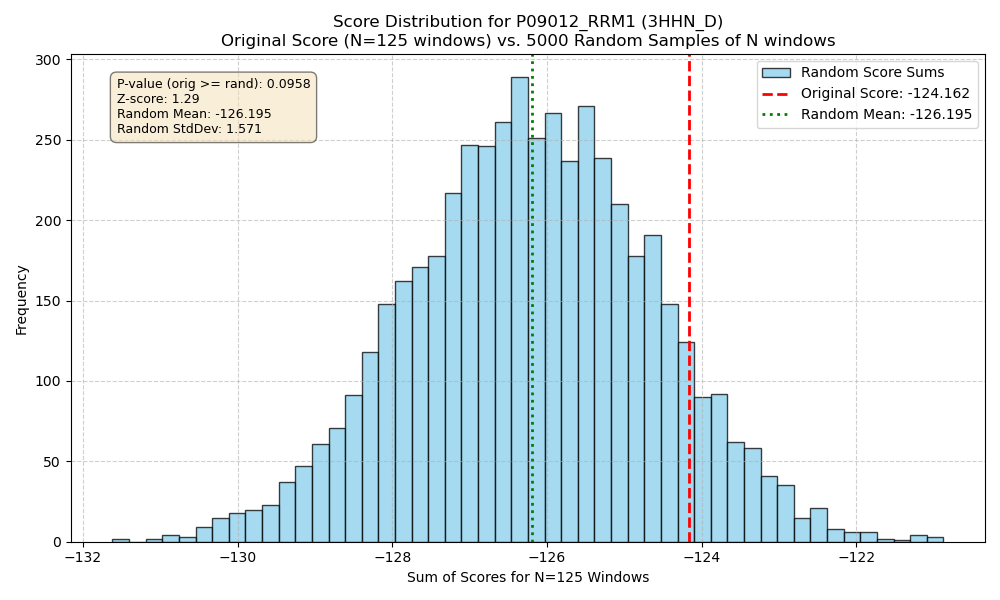 Score Distribution for P09012_RRM1 (3HHN_D)
Original Score (N=125 windows) vs. 5000 Random Samples of N windows
P-value (orig >= rand): 0.0958
Z-score: 1.29
Random Mean: -126.195
Random StdDev: 1.571
Random Score Sums
Original Score: -124.162
Random Mean: -126.195
Frequency
300
250
200
150
100
50
0
−132
−130
−128
−126
−124
−122
Sum of Scores for N=125 Windows